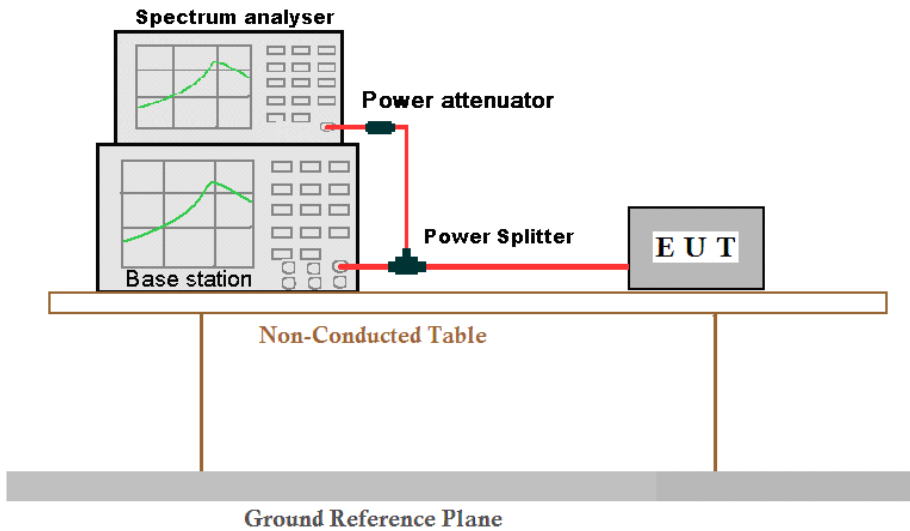 Spectrum analyser
Power attenuator
Power Splitter
E U T
Base station
Non-Conducted Table
Ground Reference Plane